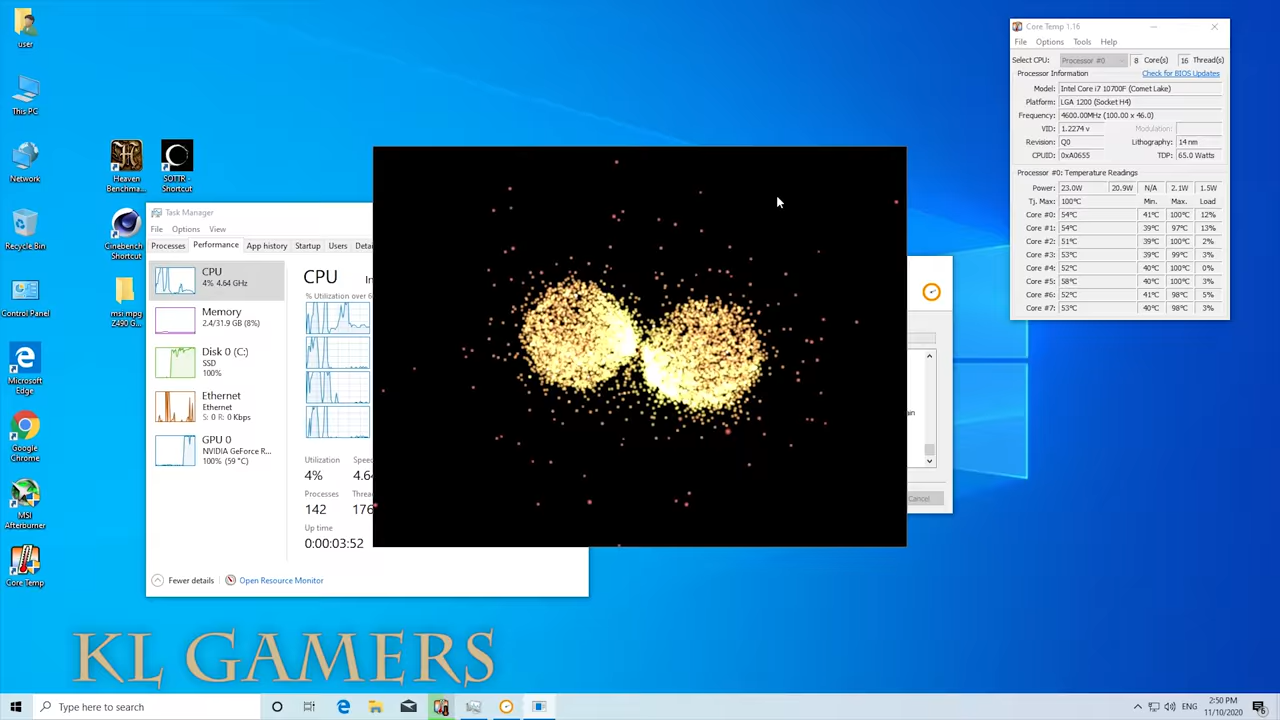 user
This PC
Network
Recycle Bin
Control Panel
Microsoft
Edge
Google
Chrome
MSI
Afterburner
Core Temp
Heaven
Benchma...
SOTTR -
Shortcut
Cinebench
Shortcut
msi mpg
Z490 G...
Task Manager
File Options View
Processes Performance App history Startup Users
CPU
4% 4.64 GHz
Memory
2.4/31.9 GB (8%)
Disk 0 (C:)
SSD
100%
Ethernet
Ethernet
S: 0 R: 0 Kbps
GPU 0
NVIDIA GeForce R...
100% (59 °C)
CPU
% Utilization over 6
Utilization
4% 4.64
Processes
142 176
Up time
0:00:03:52
Fewer details Open Resource Monitor
Cancel
Core Temp 1.16
File Options Tools Help
Select CPU: Processor #0 8 Core(s) 16 Thread(s)
Processor Information Check for BIOS Updates
Model: Intel Core i7 10700F (Comet Lake)
Platform: LGA 1200 (Socket H4)
Frequency: 4600.00MHz (100.00 x 46.0)
VID: 1.2274 v Modulation:
Revision: Q0 Lithography: 14 nm
CPUID: 0xA0655 TDP: 65.0 Watts
Processor #0: Temperature Readings
Power: 23.0W 20.9W N/A 2.1W 1.5W
Tj. Max: 100°C Min. Max. Load
Core #0: 54°C 41°C 100°C 12%
Core #1: 54°C 39°C 97°C 13%
Core #2: 51°C 39°C 100°C 2%
Core #3: 53°C 39°C 99°C 3%
Core #4: 52°C 40°C 100°C 0%
Core #5: 58°C 40°C 100°C 3%
Core #6: 52°C 41°C 98°C 5%
Core #7: 53°C 40°C 98°C 3%
KL GAMERS
Type here to search
2:50 PM
11/10/2020